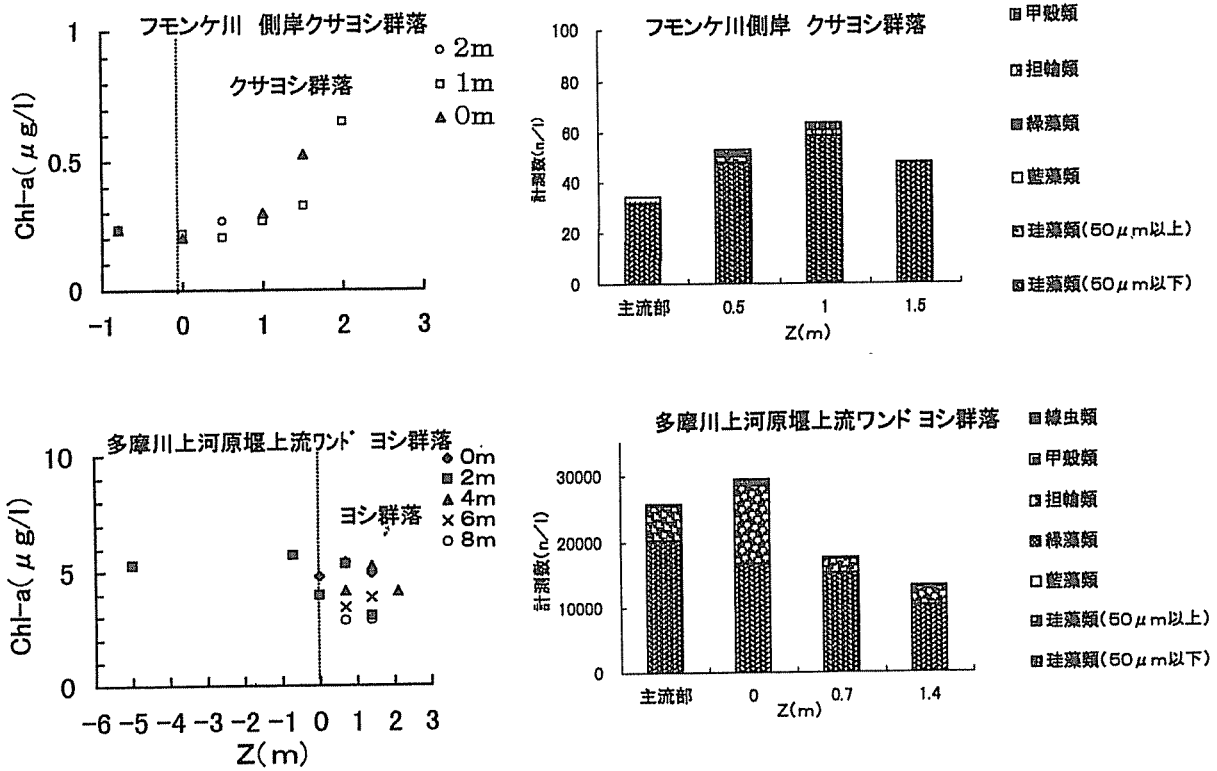 フモンケ川 側岸クサヨシ群落
1
0.5
0
Chl-a(μg/l)
クサヨシ群落
2m
1m
0m
-1 0 1 2 3
フモンケ川側岸 クサヨシ群落
100
80
60
40
20
0
計測数(n/l)
主流部 0.5 1 1.5
Z(m)
甲殻類
担輪類
緑藻類
藍藻類
珪藻類(50μm以上)
珪藻類(50μm以下)
多摩川上河原堰上流ワンド ヨシ群落
10
5
0
Chl-a(μg/l)
ヨシ群落
0m
2m
4m
6m
8m
-6 -5 -4 -3 -2 -1 0 1 2 3
Z(m)
多摩川上河原堰上流ワンド ヨシ群落
30000
20000
10000
0
計測数(n/l)
主流部 0 0.7 1.4
Z(m)
線虫類
甲殻類
担輪類
緑藻類
藍藻類
珪藻類(50μm以上)
珪藻類(50μm以下)